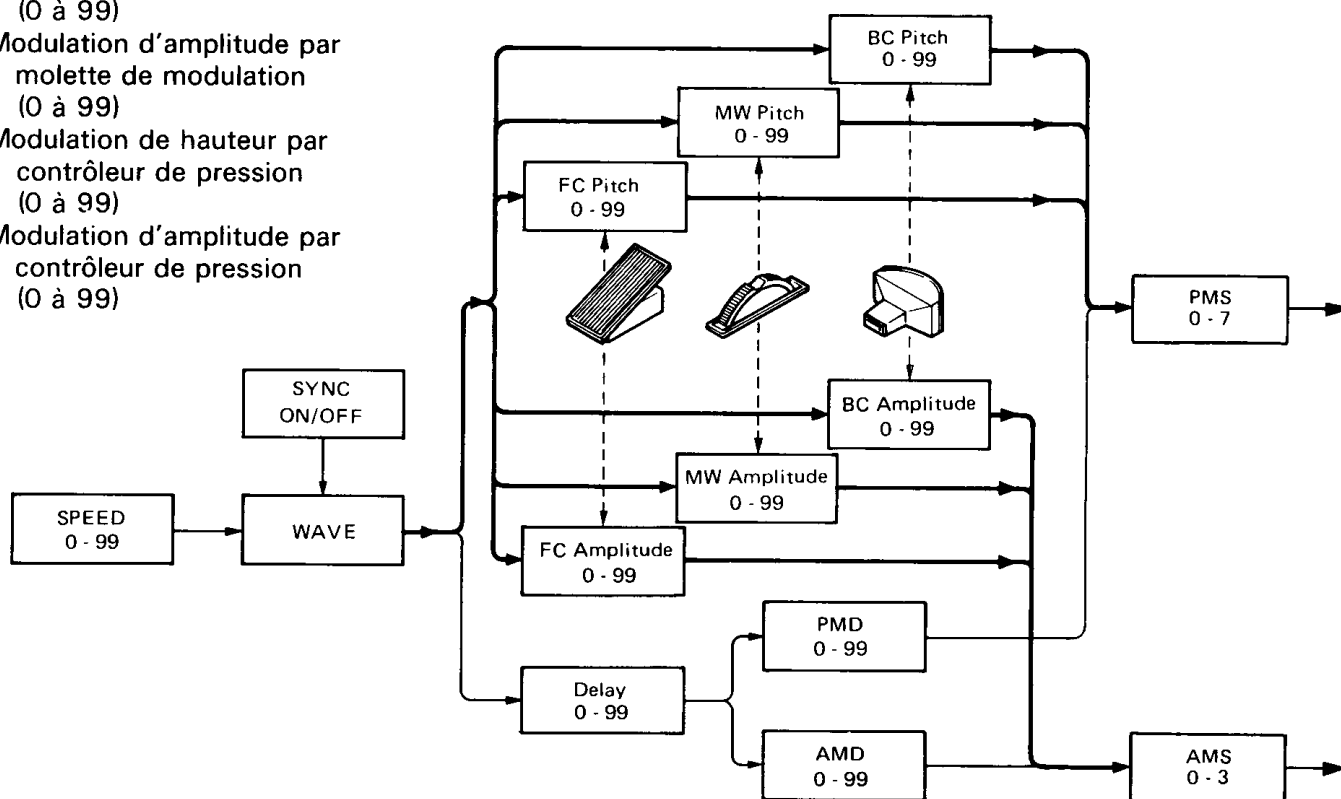 (0 à 99)
Modulation d'amplitude par
molette de modulation
(0 à 99)
Modulation de hauteur par
contrôleur de pression
(0 à 99)
Modulation d'amplitude par
contrôleur de pression
(0 à 99)
BC Pitch
0 - 99
MW Pitch
0 - 99
FC Pitch
0 - 99
PMS
0 - 7
SYNC
ON/OFF
BC Amplitude
0 - 99
MW Amplitude
0 - 99
SPEED
0 - 99
WAVE
FC Amplitude
0 - 99
PMD
0 - 99
Delay
0 - 99
AMD
0 - 99
AMS
0 - 3